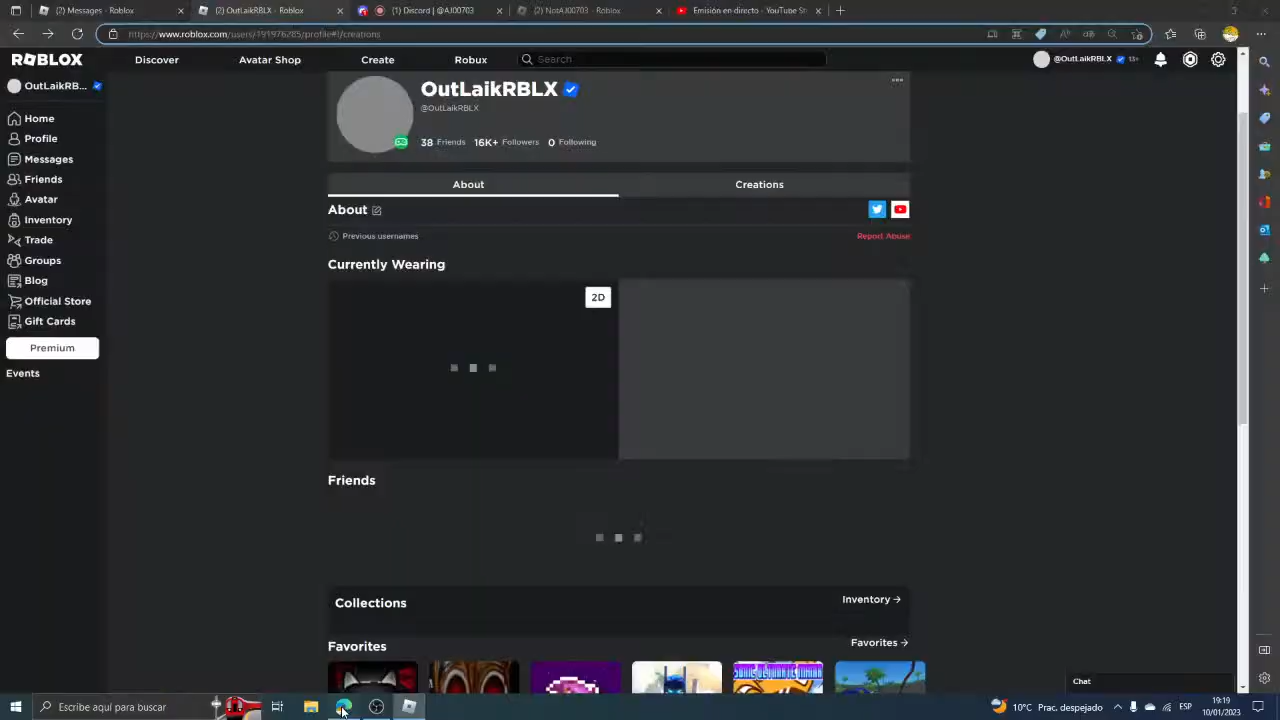 (2) Messages - Roblox
(2) OutLaikRBLX - Roblox
(1) Discord | @AJ00703
(2) NotAJ00703 - Roblox
Emisión en directo - YouTube St
https://www.roblox.com/users/191976285/profile#!/creations
ROBLOX
Discover
Avatar Shop
Create
Robux
Search
@OutLaikRBLX
13+
OutLaikRB...
Home
Profile
Messages
Friends
Avatar
Inventory
Trade
Groups
Blog
Official Store
Gift Cards
Premium
Events
OutLaikRBLX
@OutLaikRBLX
38 Friends 16K+ Followers 0 Following
About
Creations
About
Previous usernames
Report Abuse
Currently Wearing
2D
Friends
Collections
Inventory →
Favorites
Favorites →
Chat
Escribe aquí para buscar
10°C Prac. despejado
ESP
19:19
10/01/2023